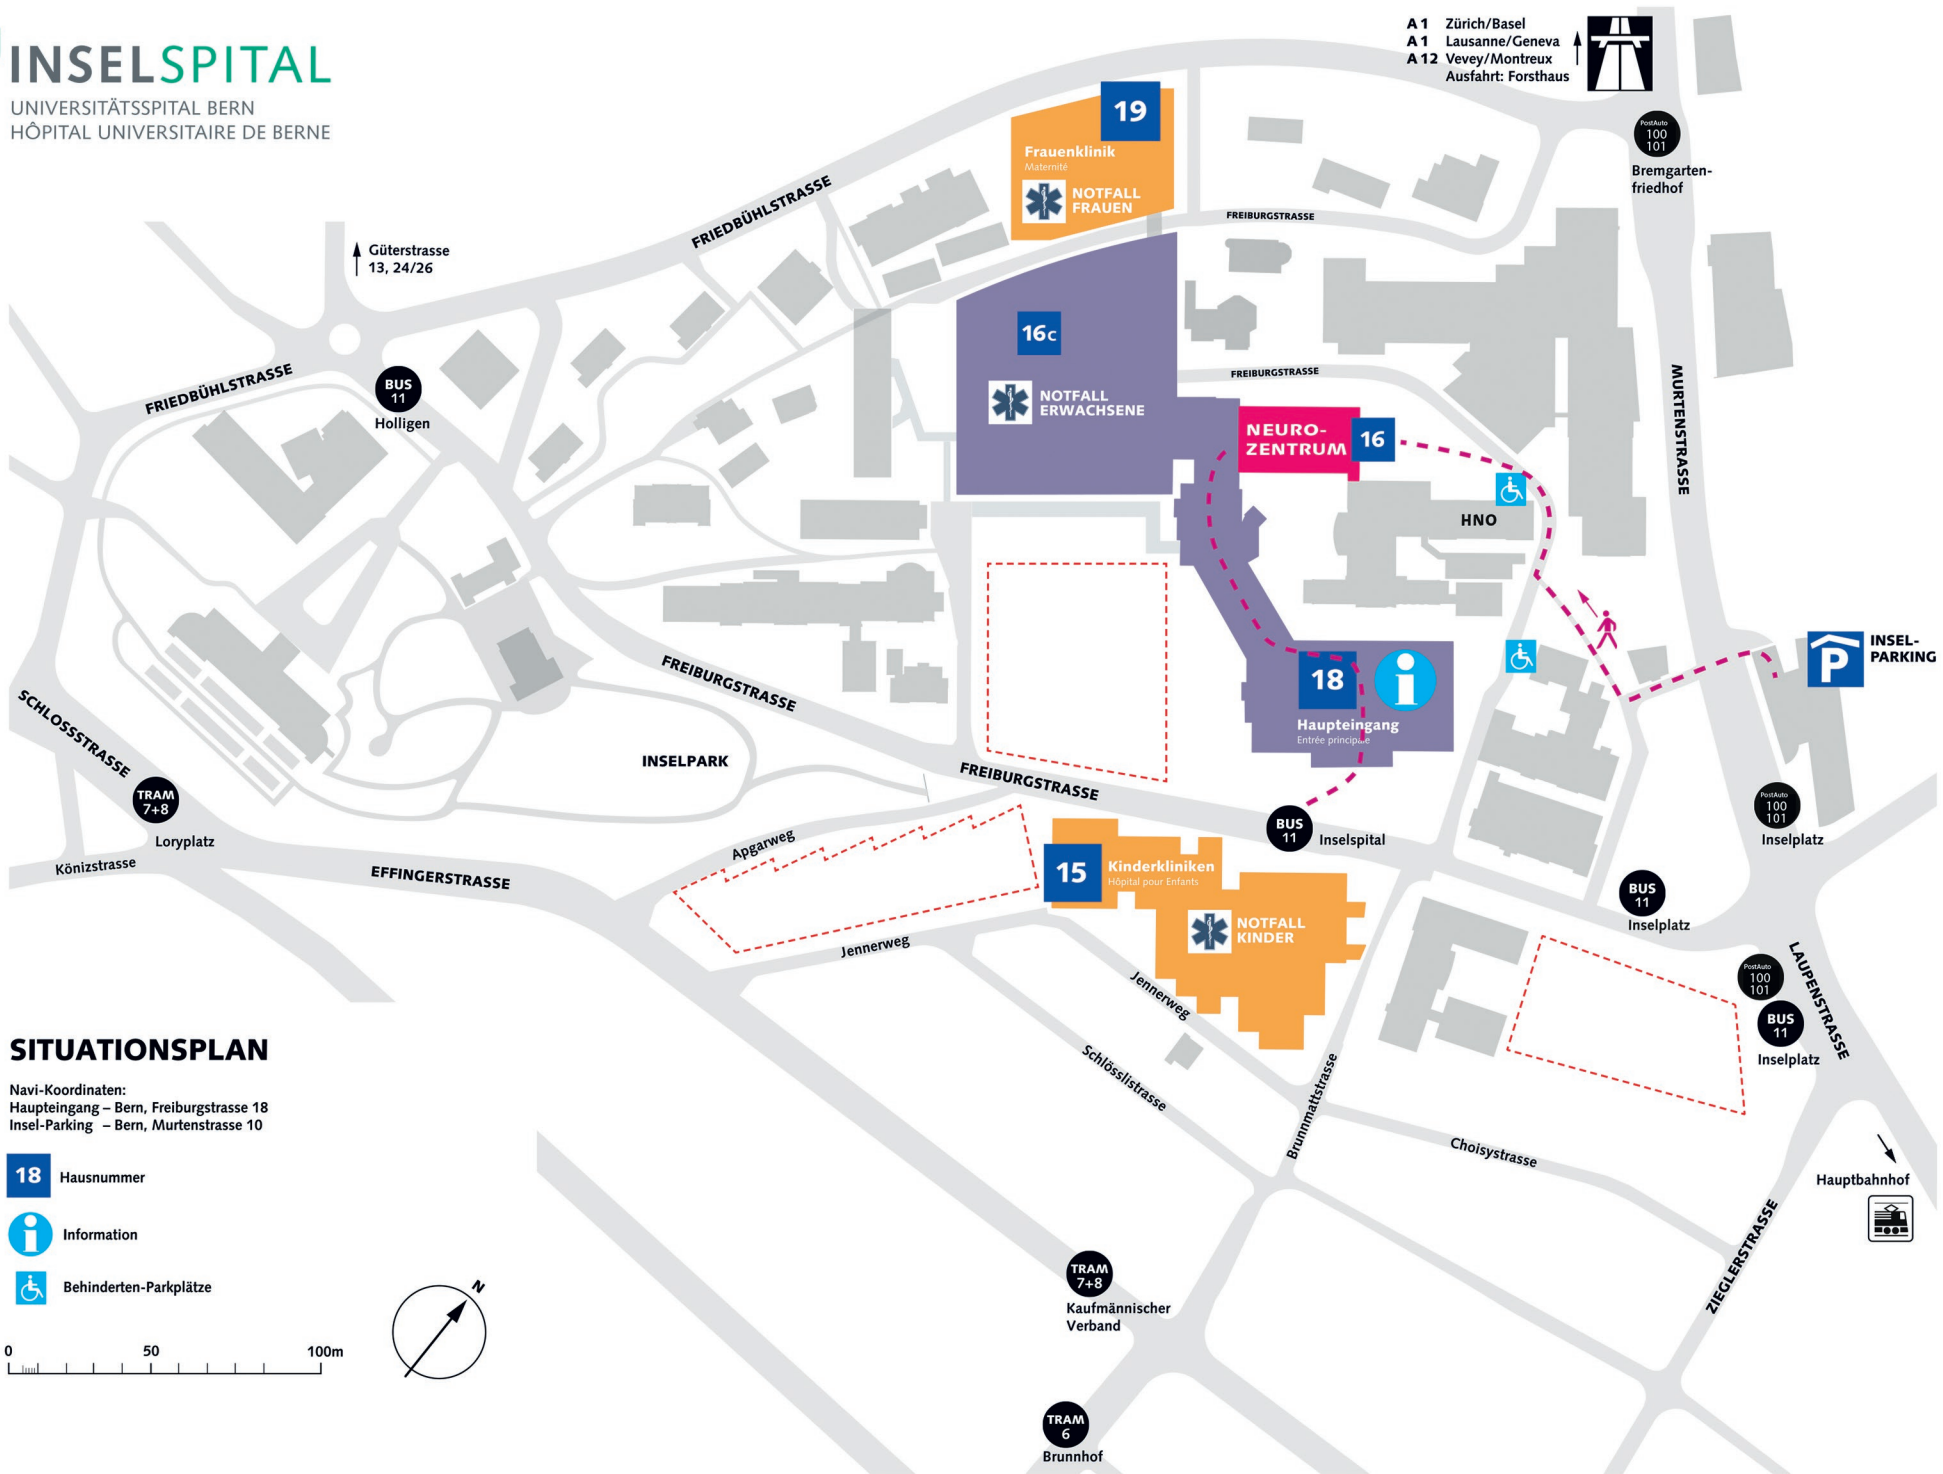 INSELSPITAL
UNIVERSITÄTSSPITAL BERN
HÔPITAL UNIVERSITAIRE DE BERNE
A 1 Zürich/Basel
A 1 Lausanne/Geneva
A 12 Vevey/Montreux
Ausfahrt: Forsthaus
PostAuto
100
101
Bremgarten-
friedhof
19
Frauenklinik
Maternité
NOTFALL
FRAUEN
FRIEDBÜHLSTRASSE
FREIBURGSTRASSE
Güterstrasse
13, 24/26
16c
NOTFALL
ERWACHSENE
FREIBURGSTRASSE
MURTENSTRASSE
FRIEDBÜHLSTRASSE
BUS
11
Holligen
NEURO-
ZENTRUM
16
HNO
INSEL-
PARKING
P
FREIBURGSTRASSE
18
i
Haupteingang
Entrée principale
SCHLOSSSTRASSE
INSELPARK
FREIBURGSTRASSE
TRAM
7+8
Loryplatz
Könizstrasse
EFFINGERSTRASSE
Apgarweg
BUS
11
Inselspital
PostAuto
100
101
Inselplatz
15
Kinderkliniken
Hôpital pour Enfants
NOTFALL
KINDER
BUS
11
Inselplatz
Jennerweg
Jennerweg
LAUPENSTRASSE
PostAuto
100
101
BUS
11
Inselplatz
Schlösslistrasse
Brunnmattstrasse
Choisystrasse
Hauptbahnhof
ZIEGLERSTRASSE
TRAM
7+8
Kaufmännischer
Verband
TRAM
6
Brunnhof
SITUATIONSPLAN
Navi-Koordinaten:
Haupteingang – Bern, Freiburgstrasse 18
Insel-Parking – Bern, Murtenstrasse 10
18 Hausnummer
i Information
Behinderten-Parkplätze
N
0 50 100m